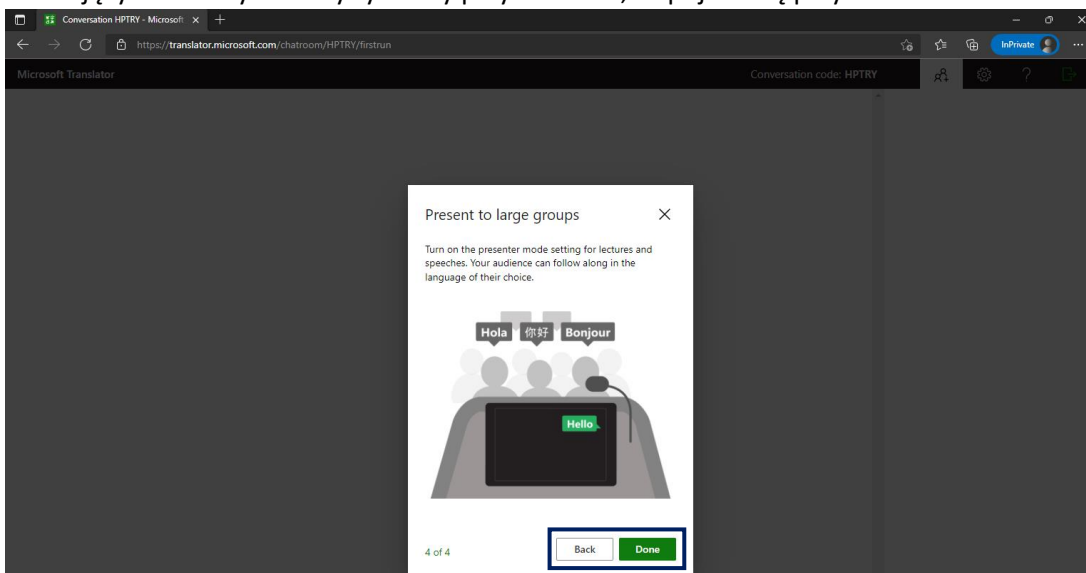 Conversation HPTRY - Microsoft
https://translator.microsoft.com/chatroom/HPTRY/firstrun
InPrivate
Microsoft Translator
Conversation code: HPTRY
Present to large groups
Turn on the presenter mode setting for lectures and
speeches. Your audience can follow along in the
language of their choice.
Hola 你好 Bonjour
Hello
4 of 4
Back Done